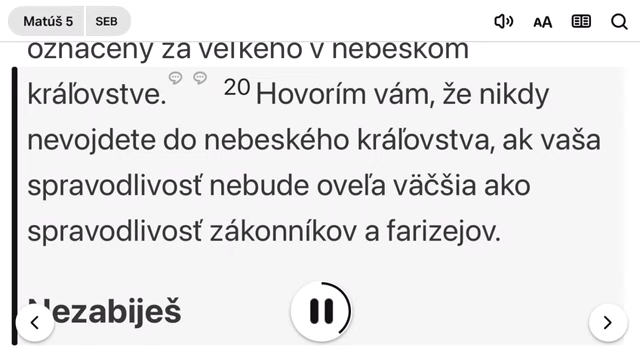 Matúš 5 SEB AA
označený za veľkého v nebeskom
kráľovstve. 20 Hovorím vám, že nikdy
nevojdete do nebeského kráľovstva, ak vaša
spravodlivosť nebude oveľa väčšia ako
spravodlivosť zákonníkov a farizejov.
Nezabiješ